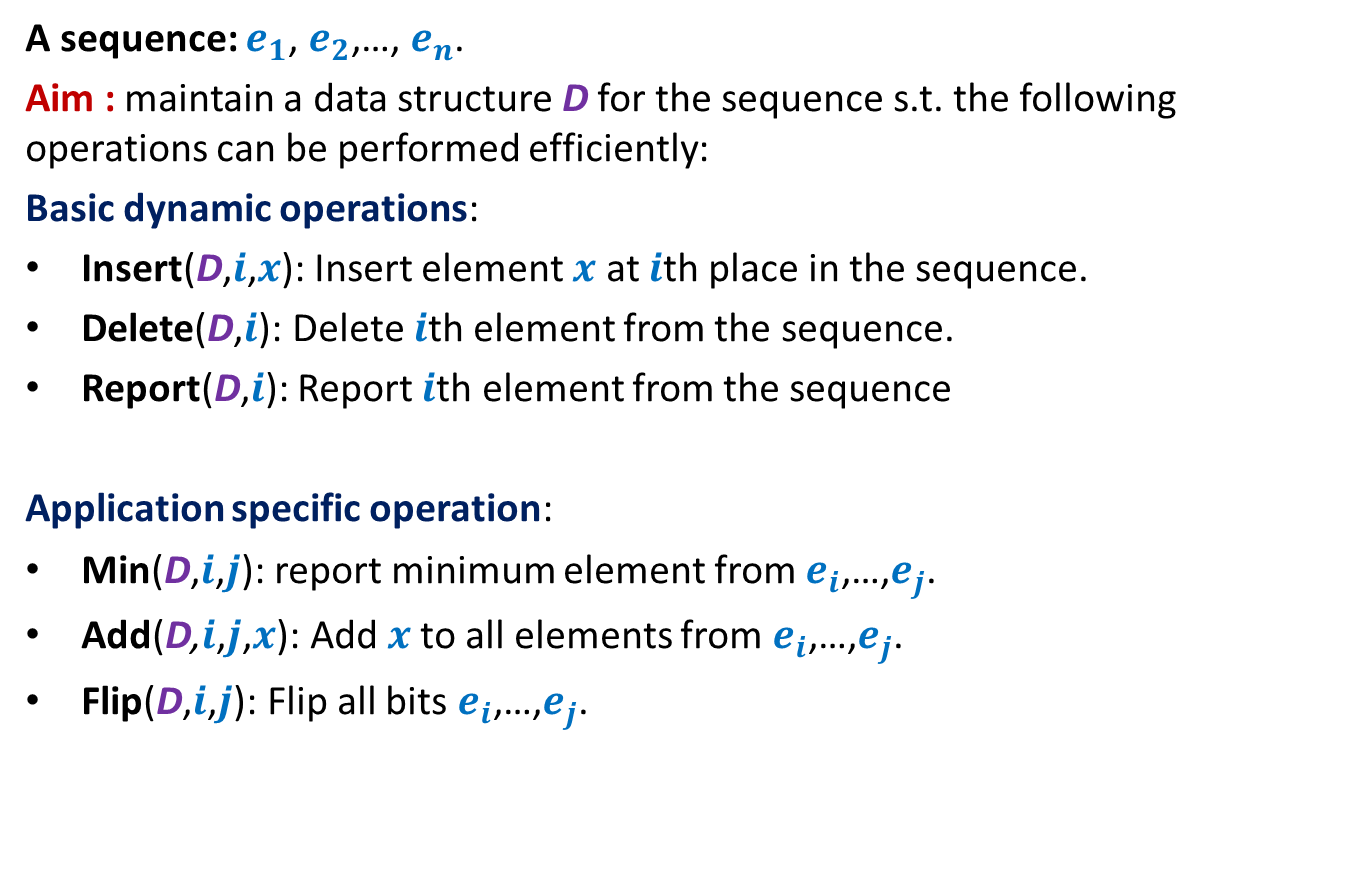 A sequence: e₁, e₂,…, eₙ.
Aim : maintain a data structure D for the sequence s.t. the following
operations can be performed efficiently:
Basic dynamic operations:
• Insert(D,i,x): Insert element x at ith place in the sequence.
• Delete(D,i): Delete ith element from the sequence.
• Report(D,i): Report ith element from the sequence
Application specific operation:
• Min(D,i,j): report minimum element from eᵢ,…,eⱼ.
• Add(D,i,j,x): Add x to all elements from eᵢ,…,eⱼ.
• Flip(D,i,j): Flip all bits eᵢ,…,eⱼ.